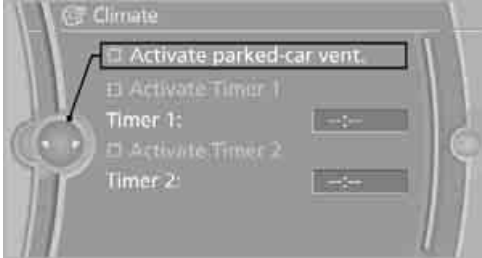 Climate
Activate parked-car vent.
Activate Timer 1
Timer 1: --:--
Activate Timer 2
Timer 2: --:--